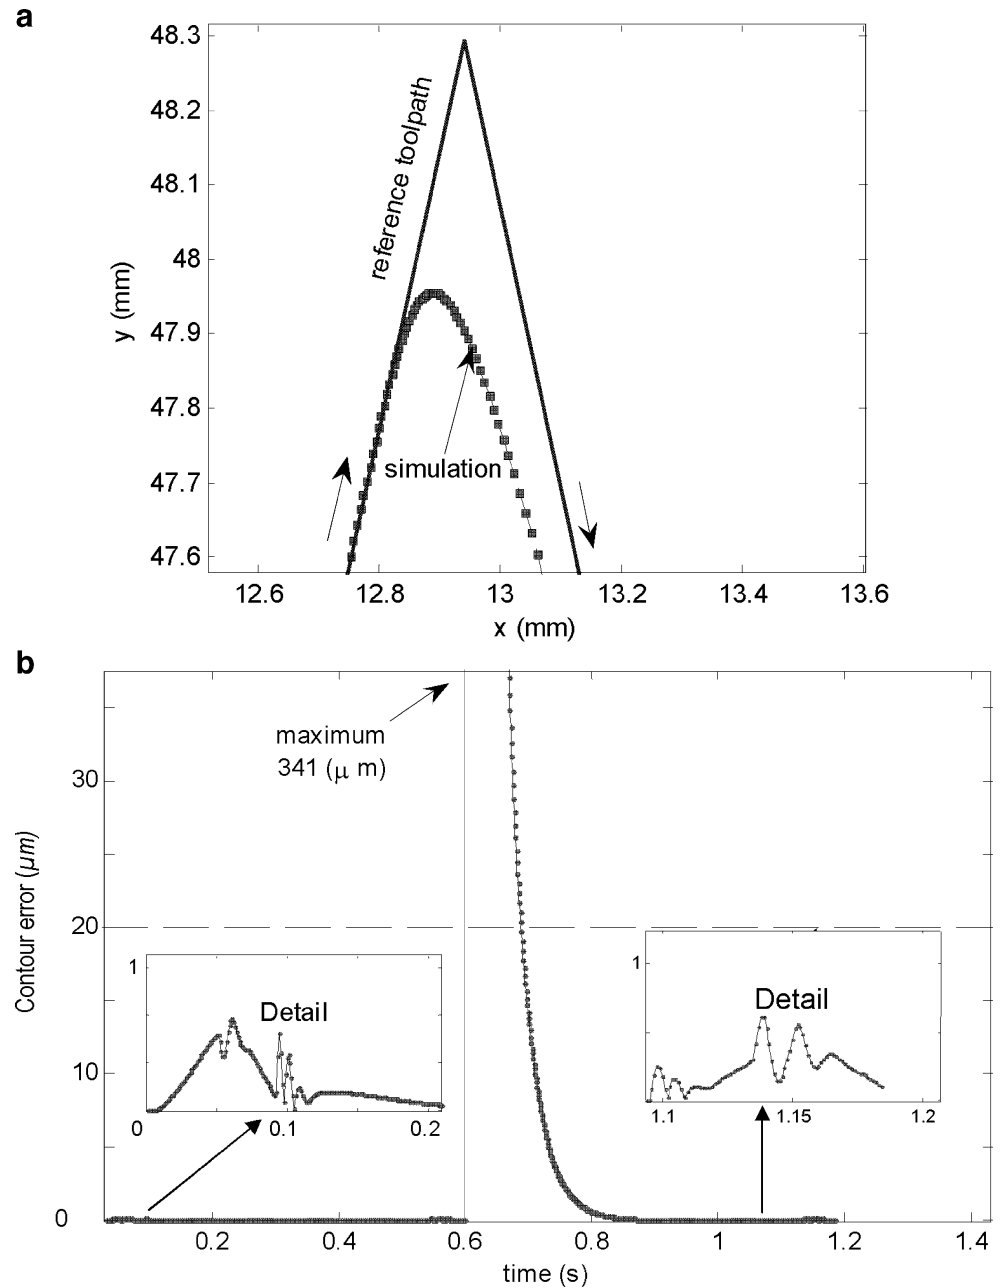 a
48.3
48.2
48.1
48
47.9
47.8
47.7
47.6
y (mm)
reference toolpath
simulation
12.6 12.8 13 13.2 13.4 13.6
x (mm)
b
maximum
341 (μ m)
30
20
10
0
Contour error (μm)
1
Detail
0 0.1 0.2
1
Detail
1.1 1.15 1.2
0.2 0.4 0.6 0.8 1 1.2 1.4
time (s)